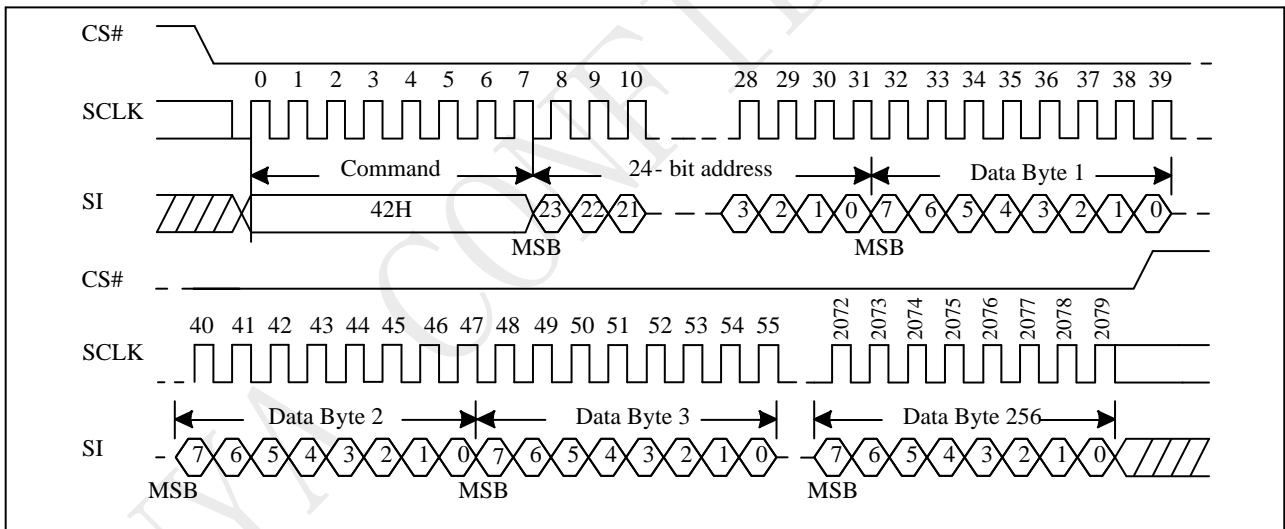 CS#
0 1 2 3 4 5 6 7 8 9 10 28 29 30 31 32 33 34 35 36 37 38 39
SCLK
Command 24- bit address Data Byte 1
SI 42H 23 22 21 3 2 1 0 7 6 5 4 3 2 1 0
MSB MSB
CS#
40 41 42 43 44 45 46 47 48 49 50 51 52 53 54 55 2072 2073 2074 2075 2076 2077 2078 2079
SCLK
Data Byte 2 Data Byte 3 Data Byte 256
SI 7 6 5 4 3 2 1 0 7 6 5 4 3 2 1 0 7 6 5 4 3 2 1 0
MSB MSB MSB